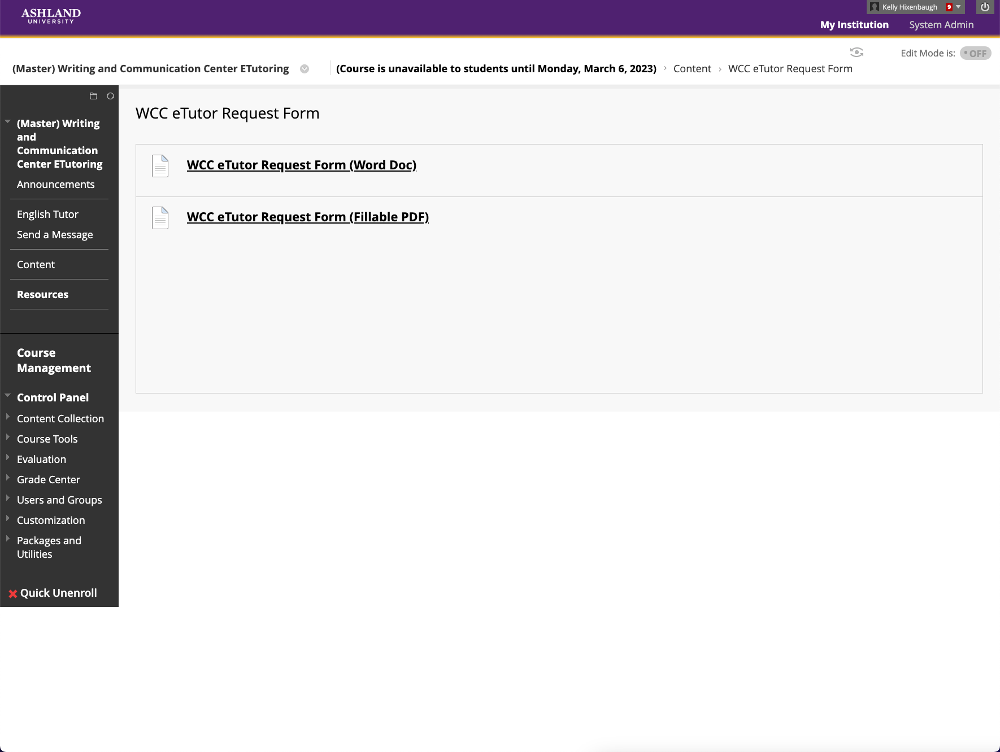 ASHLAND
UNIVERSITY
Kelly Hixenbaugh 9
My Institution System Admin
Edit Mode is: • OFF
(Master) Writing and Communication Center ETutoring (Course is unavailable to students until Monday, March 6, 2023) › Content › WCC eTutor Request Form
(Master) Writing
and
Communication
Center ETutoring
Announcements
English Tutor
Send a Message
Content
Resources
Course
Management
Control Panel
Content Collection
Course Tools
Evaluation
Grade Center
Users and Groups
Customization
Packages and
Utilities
Quick Unenroll
WCC eTutor Request Form
WCC eTutor Request Form (Word Doc)
WCC eTutor Request Form (Fillable PDF)